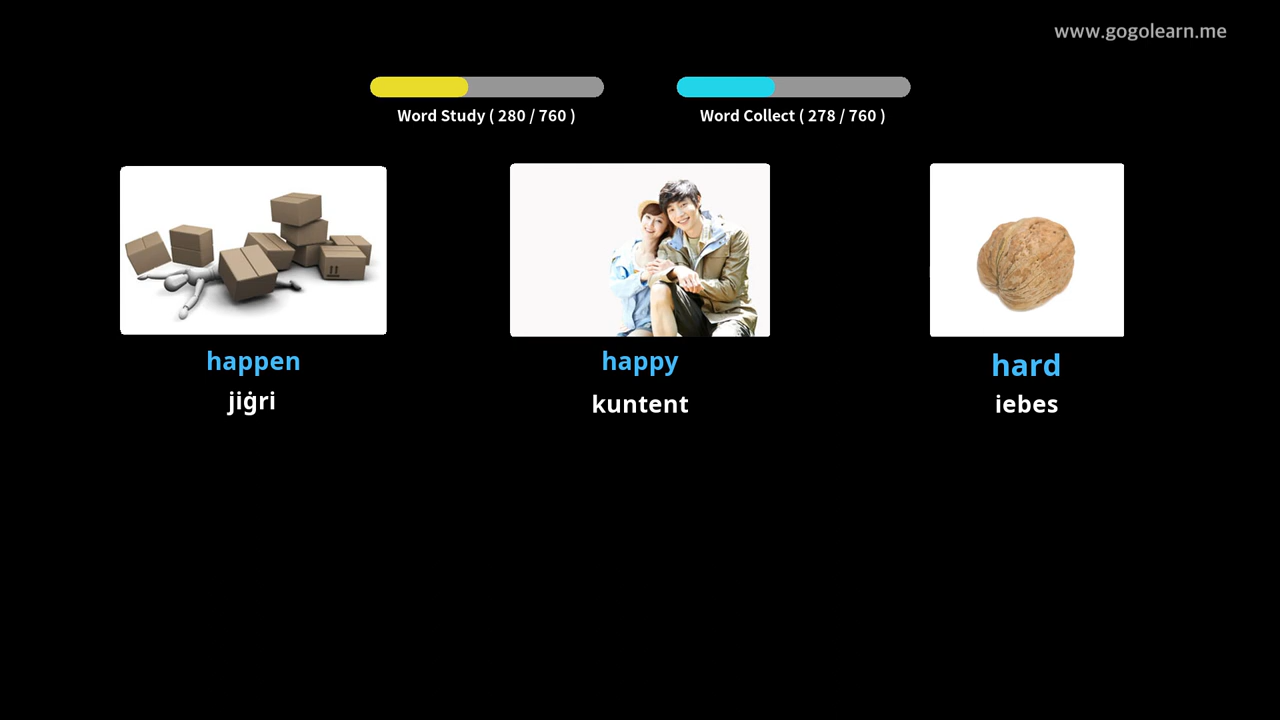 www.gogolearn.me
Word Study ( 280 / 760 )
Word Collect ( 278 / 760 )
happen
jiġri
happy
kuntent
hard
iebes